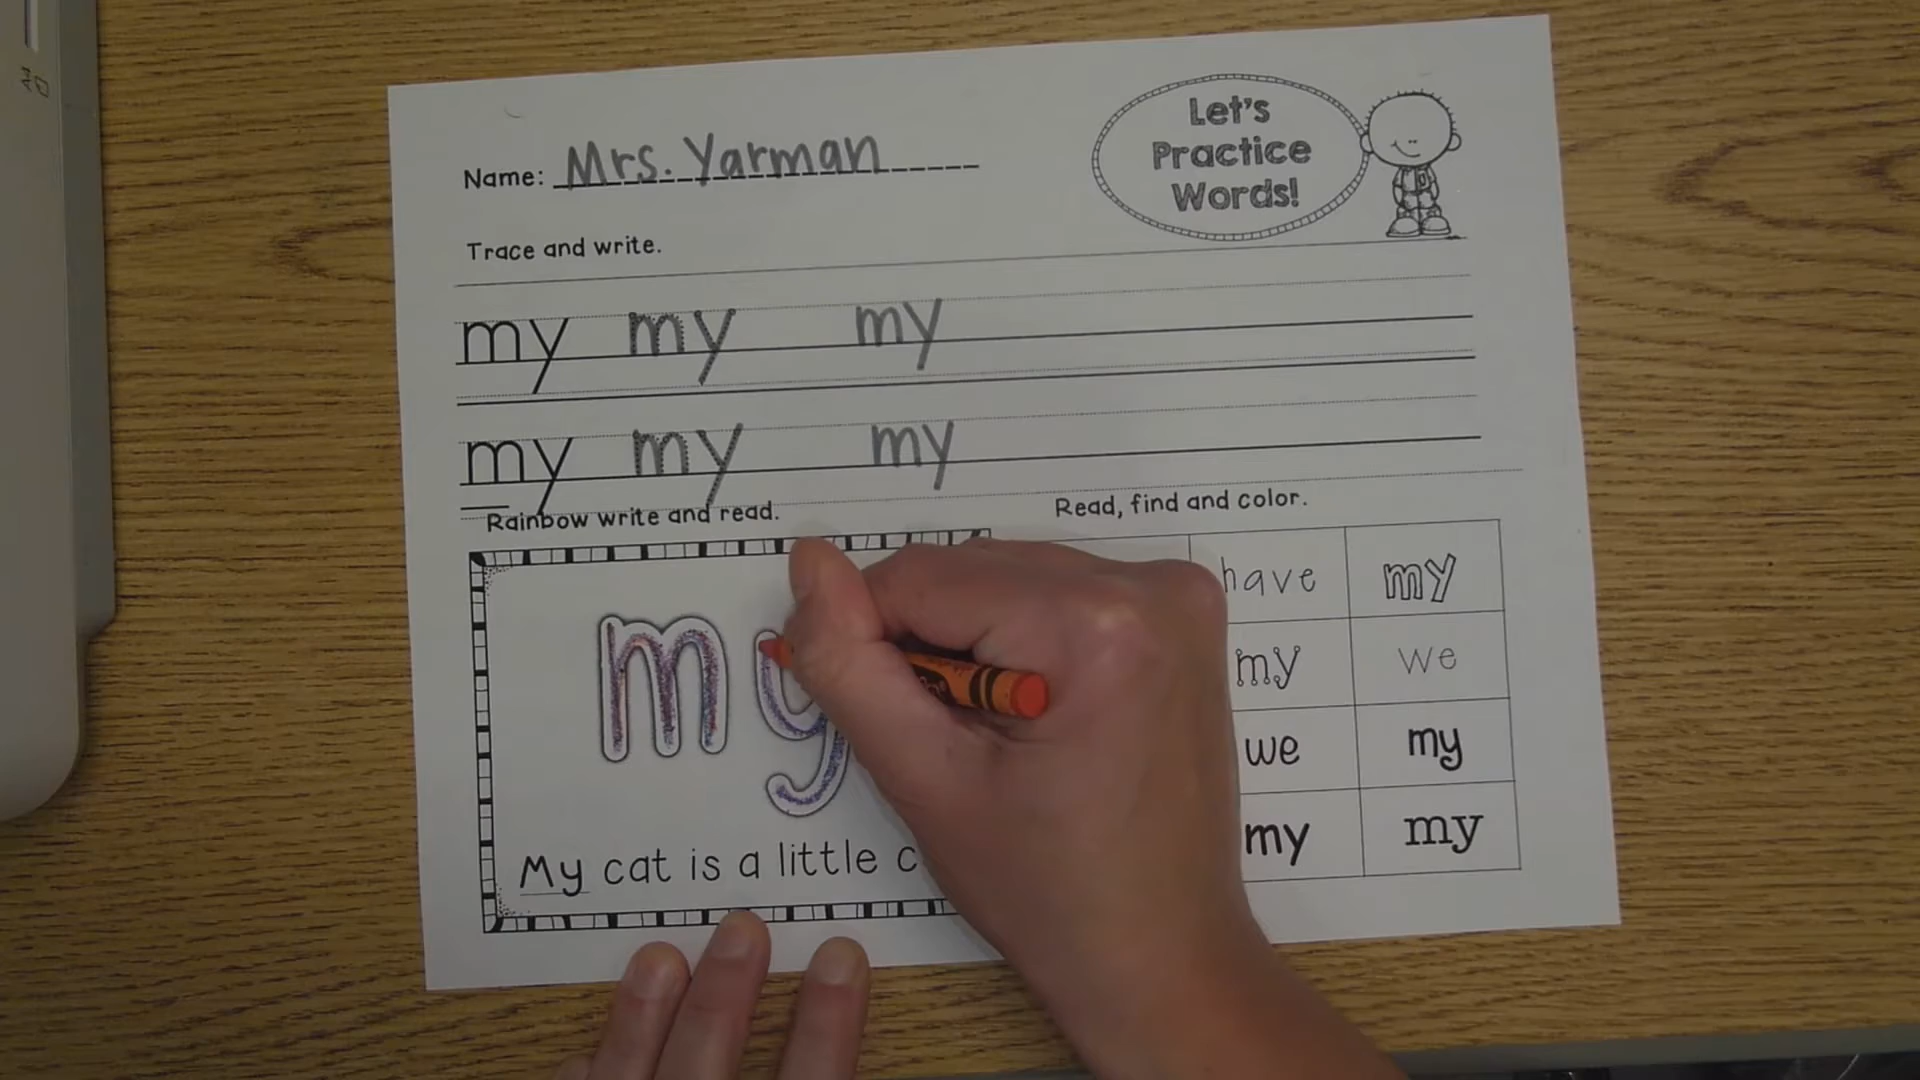 Let's
Practice
Words!
Name: Mrs. Yarman
Trace and write.
my my my
my my my
Rainbow write and read.
my
My cat is a little
Read, find and color.
have my
my we
we my
my my